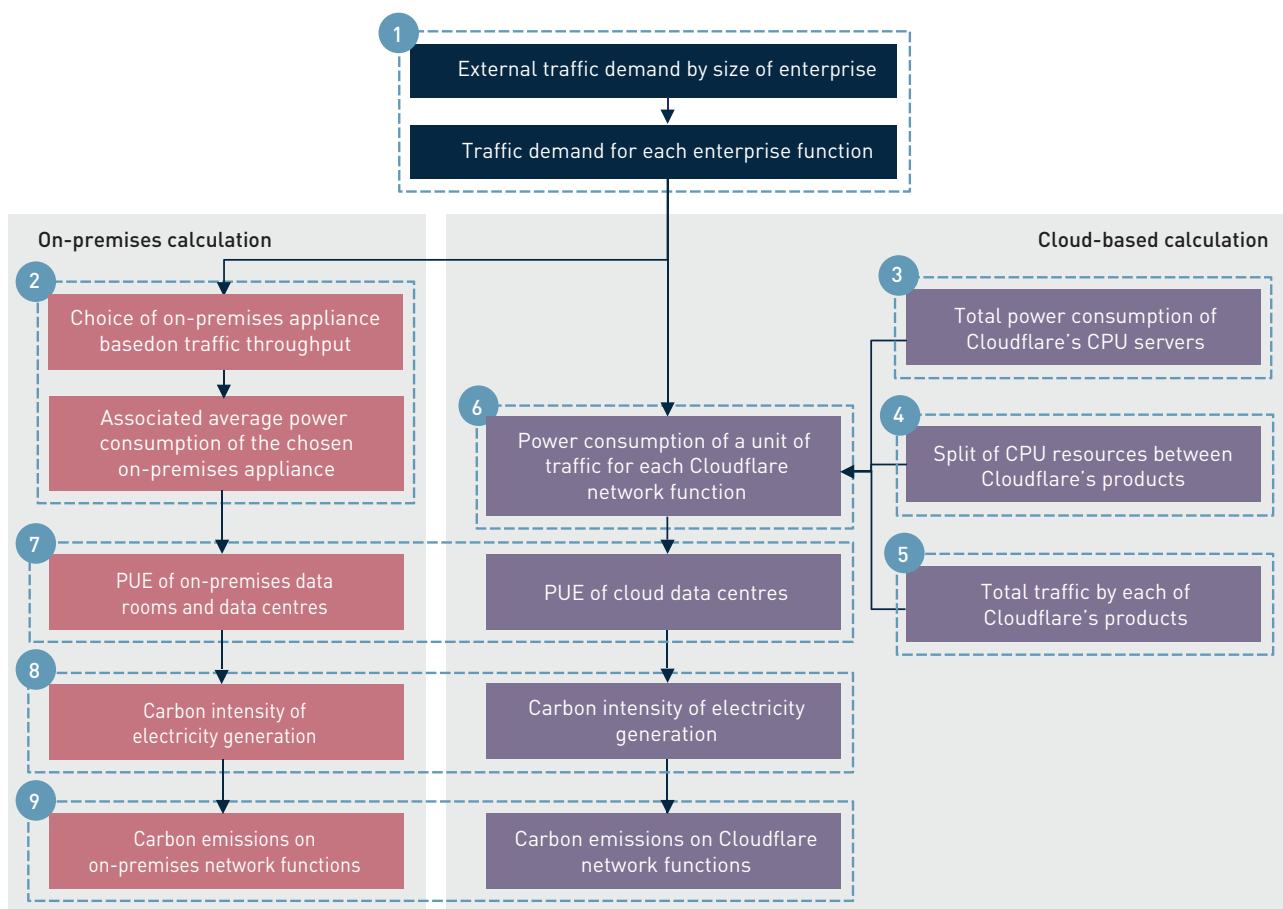 1
External traffic demand by size of enterprise
Traffic demand for each enterprise function
On-premises calculation
Cloud-based calculation
2
Choice of on-premises appliance
basedon traffic throughput
Associated average power
consumption of the chosen
on-premises appliance
3
Total power consumption of
Cloudflare’s CPU servers
4
Split of CPU resources between
Cloudflare’s products
5
Total traffic by each of
Cloudflare’s products
6
Power consumption of a unit of
traffic for each Cloudflare
network function
7
PUE of on-premises data
rooms and data centres
PUE of cloud data centres
8
Carbon intensity of
electricity generation
Carbon intensity of electricity
generation
9
Carbon emissions on
on-premises network functions
Carbon emissions on Cloudflare
network functions